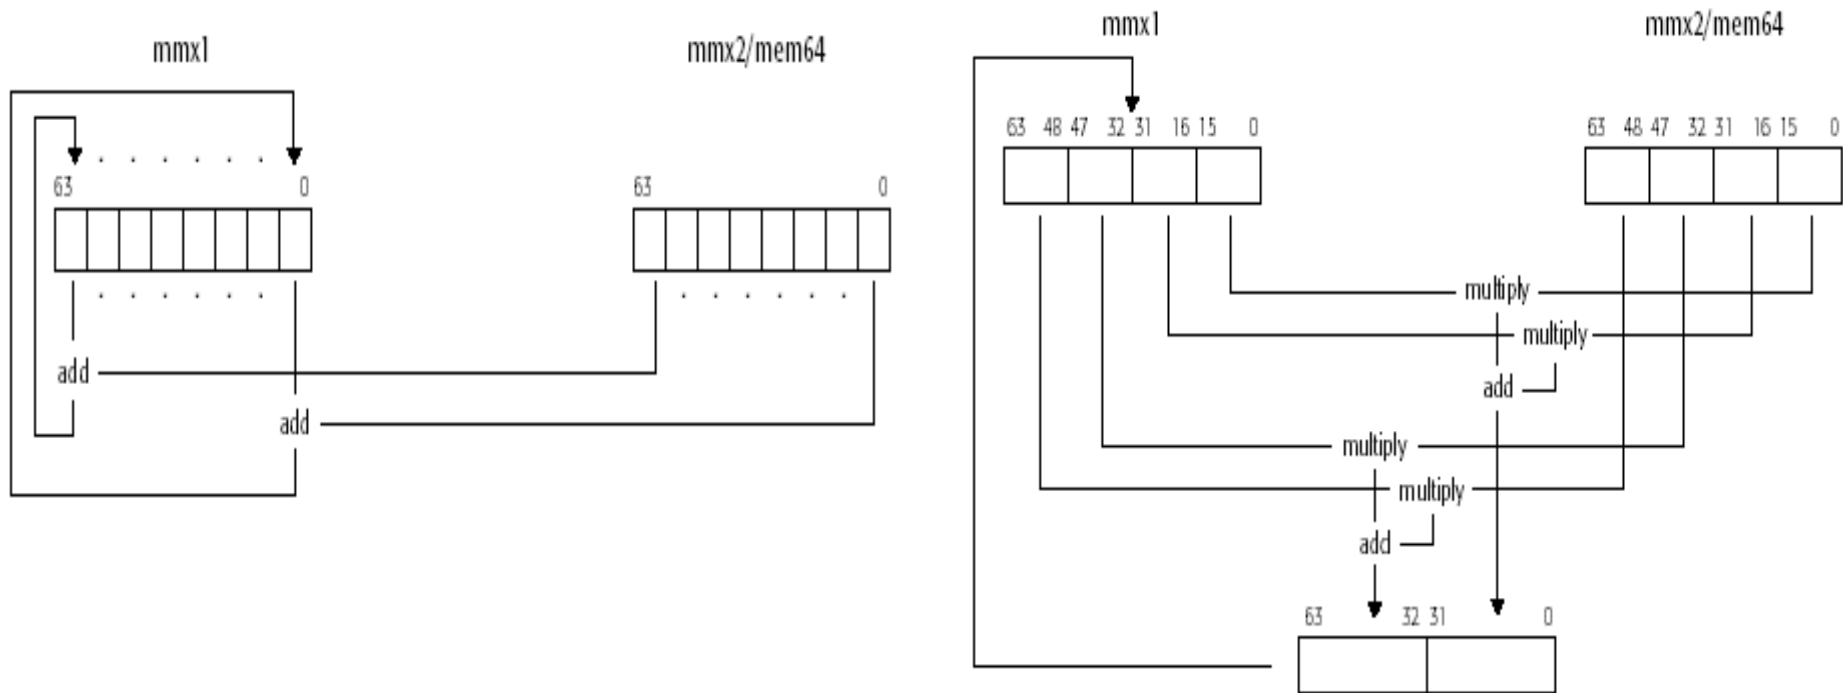 mmx1
mmx2/mem64
63 0
63 0
add
add
mmx1
mmx2/mem64
63 48 47 32 31 16 15 0
63 48 47 32 31 16 15 0
multiply
multiply
add
multiply
multiply
add
63 32 31 0